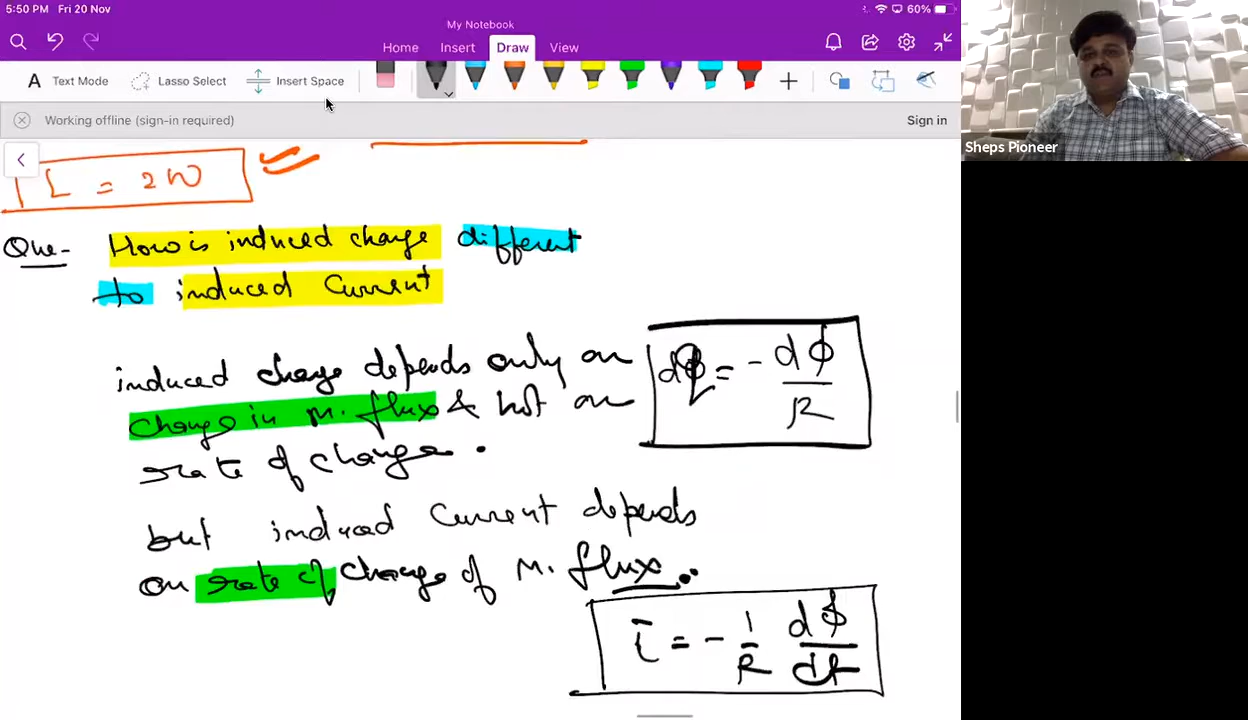 5:50 PM Fri 20 Nov
60%
My Notebook
Home Insert Draw View
A Text Mode Lasso Select Insert Space
Working offline (sign-in required) Sign in
Sheps Pioneer
L = 2W
Que- How is induced charge different
to induced Current
induced charge depends only on
change in M. flux & not on
rate of change.
dq = - dϕ/R
but induced Current depends
on rate of change of M. flux.
i = - 1/R dϕ/dt